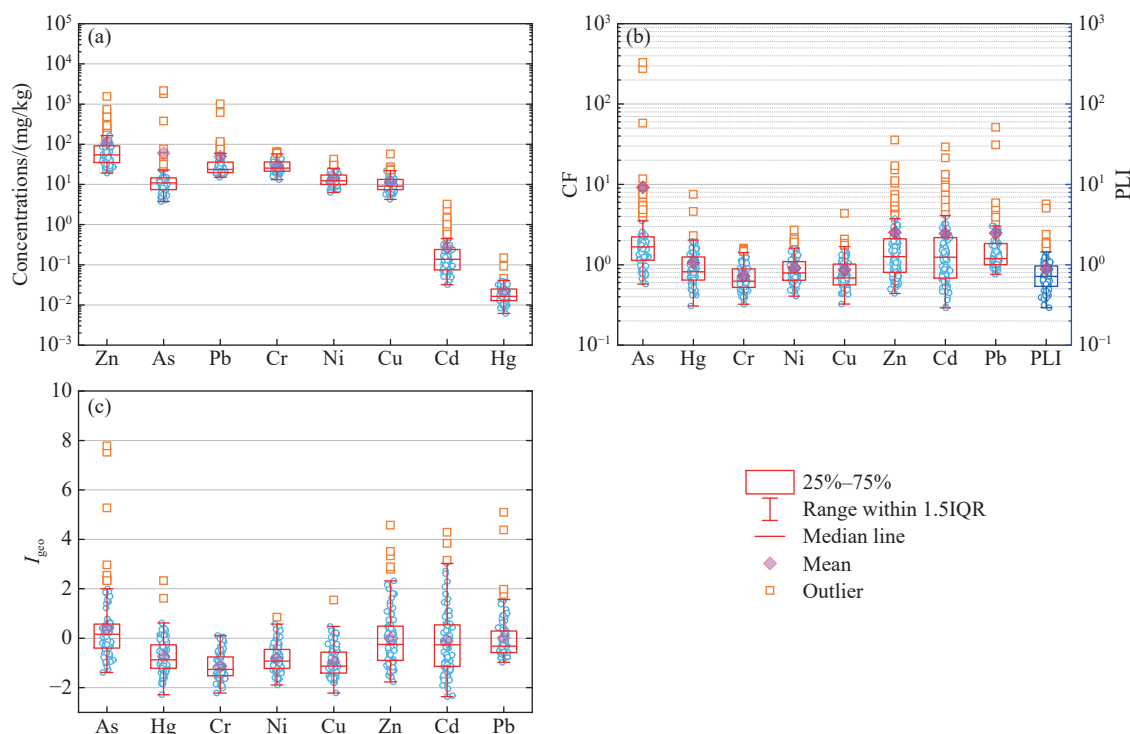 (a)
Concentrations/(mg/kg)
10⁵
10⁴
10³
10²
10¹
10⁰
10⁻¹
10⁻²
10⁻³
Zn As Pb Cr Ni Cu Cd Hg
(b)
CF
10³
10²
10¹
10⁰
10⁻¹
PLI
10³
10²
10¹
10⁰
10⁻¹
As Hg Cr Ni Cu Zn Cd Pb PLI
(c)
I_geo
10
8
6
4
2
0
−2
As Hg Cr Ni Cu Zn Cd Pb
25%–75%
Range within 1.5IQR
Median line
Mean
Outlier